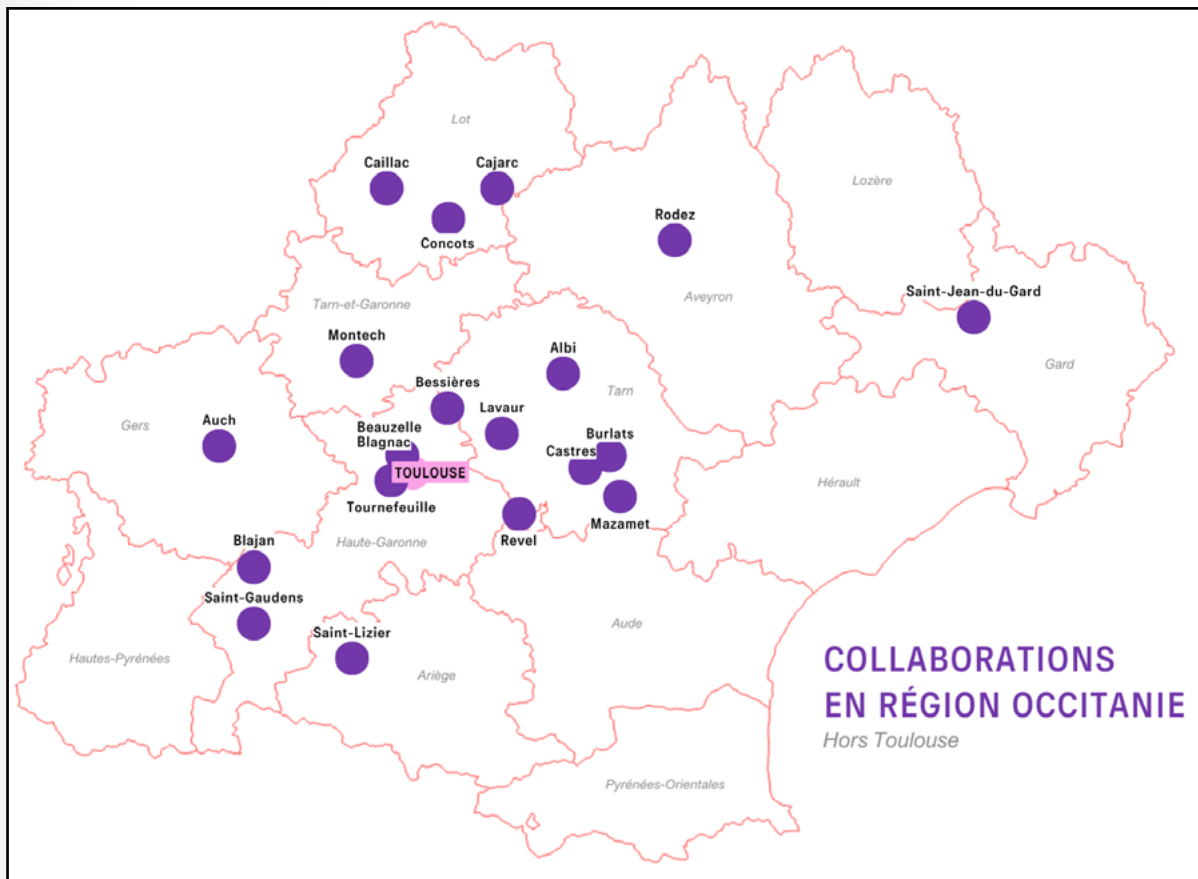 Lot
Caillac
Cajarc
Concots
Lozère
Rodez
Aveyron
Saint-Jean-du-Gard
Gard
Tarn-et-Garonne
Montech
Albi
Tarn
Bessières
Lavaur
Gers
Auch
Beauzelle
Blagnac
TOULOUSE
Tournefeuille
Burlats
Castres
Mazamet
Hérault
Revel
Haute-Garonne
Blajan
Saint-Gaudens
Saint-Lizier
Hautes-Pyrénées
Ariège
Aude
Pyrénées-Orientales
COLLABORATIONS
EN RÉGION OCCITANIE
Hors Toulouse